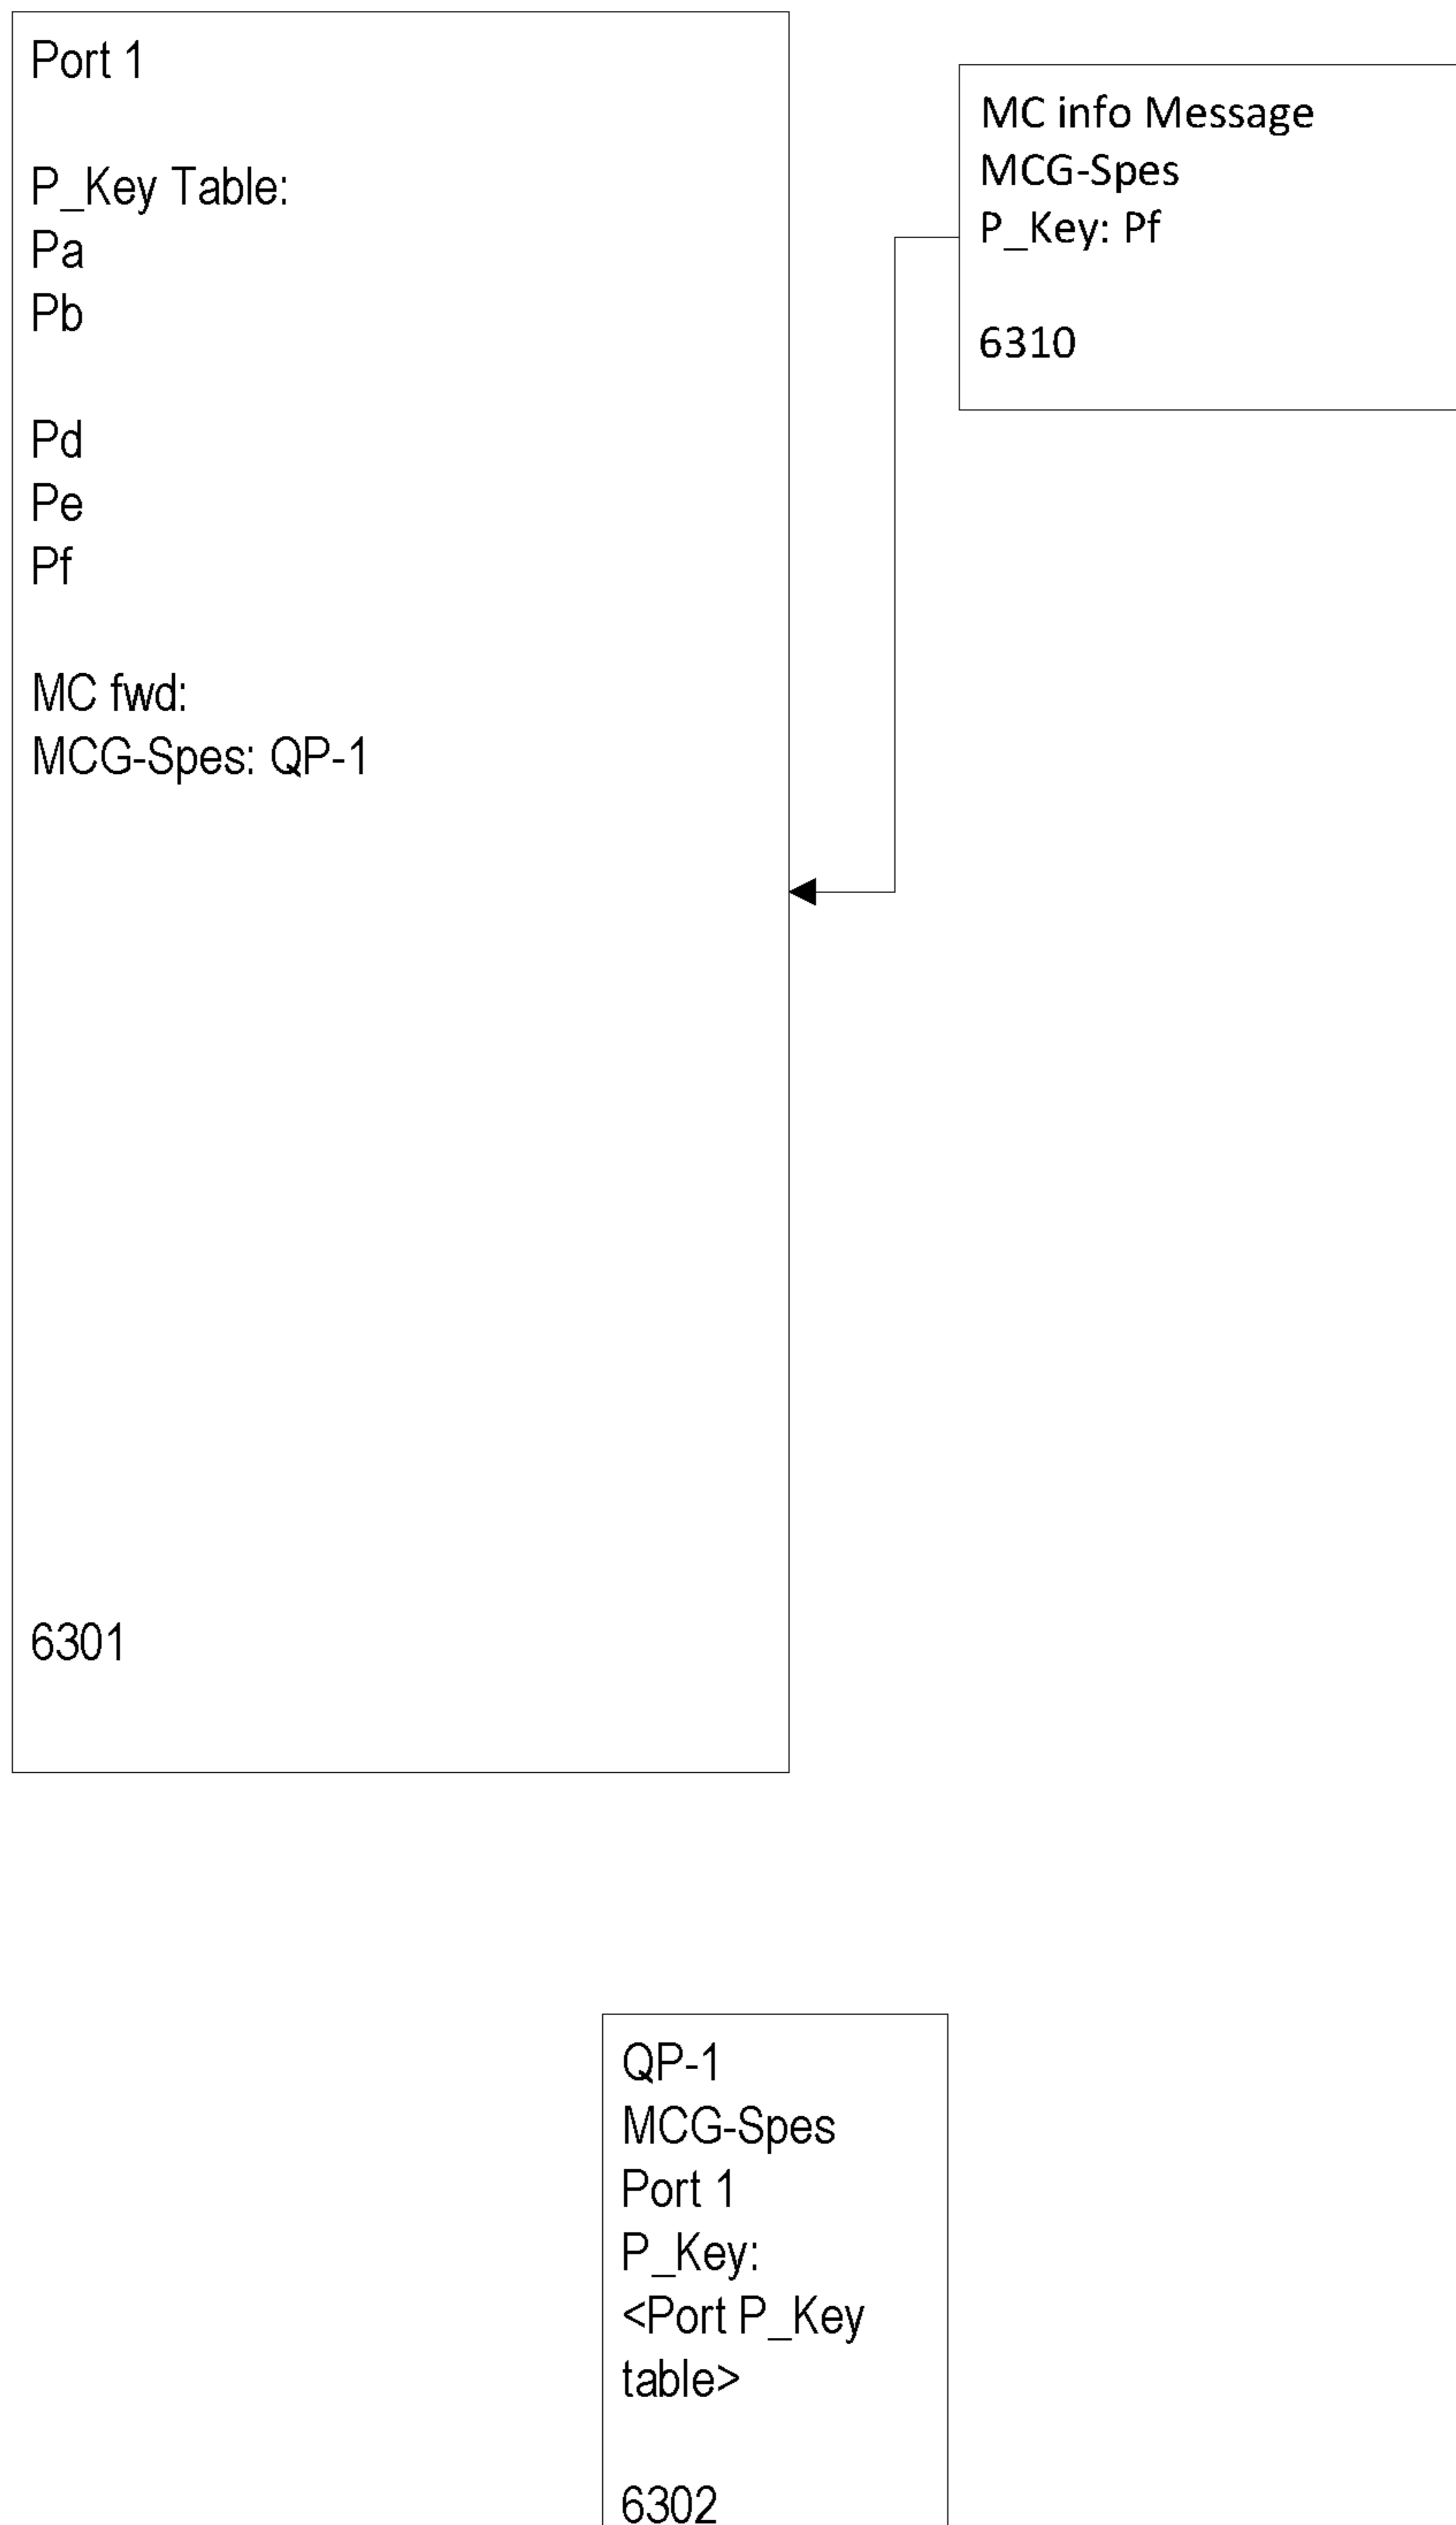 Port 1
P_Key Table:
Pa
Pb
Pd
Pe
Pf
MC fwd:
MCG-Spes: QP-1
6301
MC info Message
MCG-Spes
P_Key: Pf
6310
QP-1
MCG-Spes
Port 1
P_Key:
<Port P_Key
table>
6302